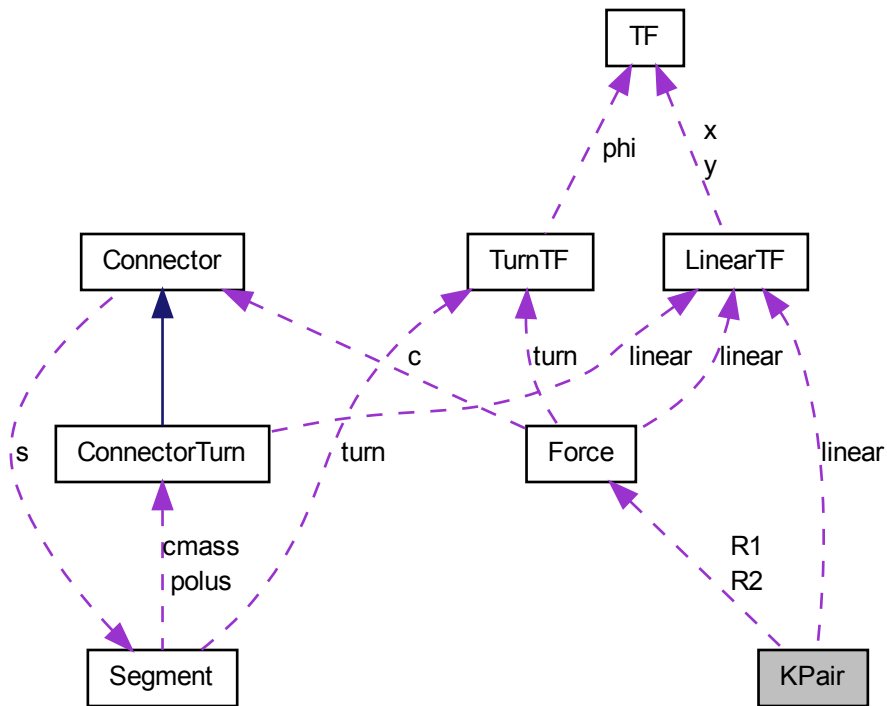 TF
phi
x
y
Connector
TurnTF
LinearTF
c
turn
linear
linear
s
ConnectorTurn
turn
Force
linear
cmass
polus
R1
R2
Segment
KPair